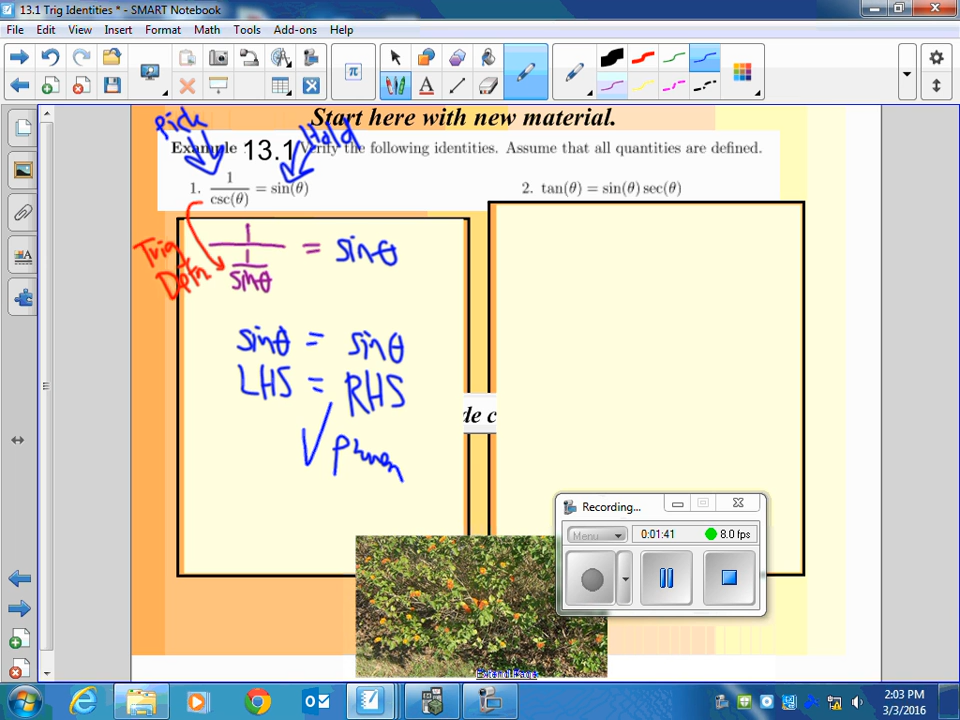 13.1 Trig Identities * - SMART Notebook
File Edit View Insert Format Math Tools Add-ons Help
Start here with new material.
Pick
Hold
Example 13.1 Verify the following identities. Assume that all quantities are defined.
1. 1/csc(θ) = sin(θ)
2. tan(θ) = sin(θ) sec(θ)
Trig Defn
1/(1/sinθ) = sinθ
sinθ = sinθ
LHS = RHS
de c
✓ proven
Recording...
Menu
0:01:41
8.0 fps
2:03 PM
3/3/2016